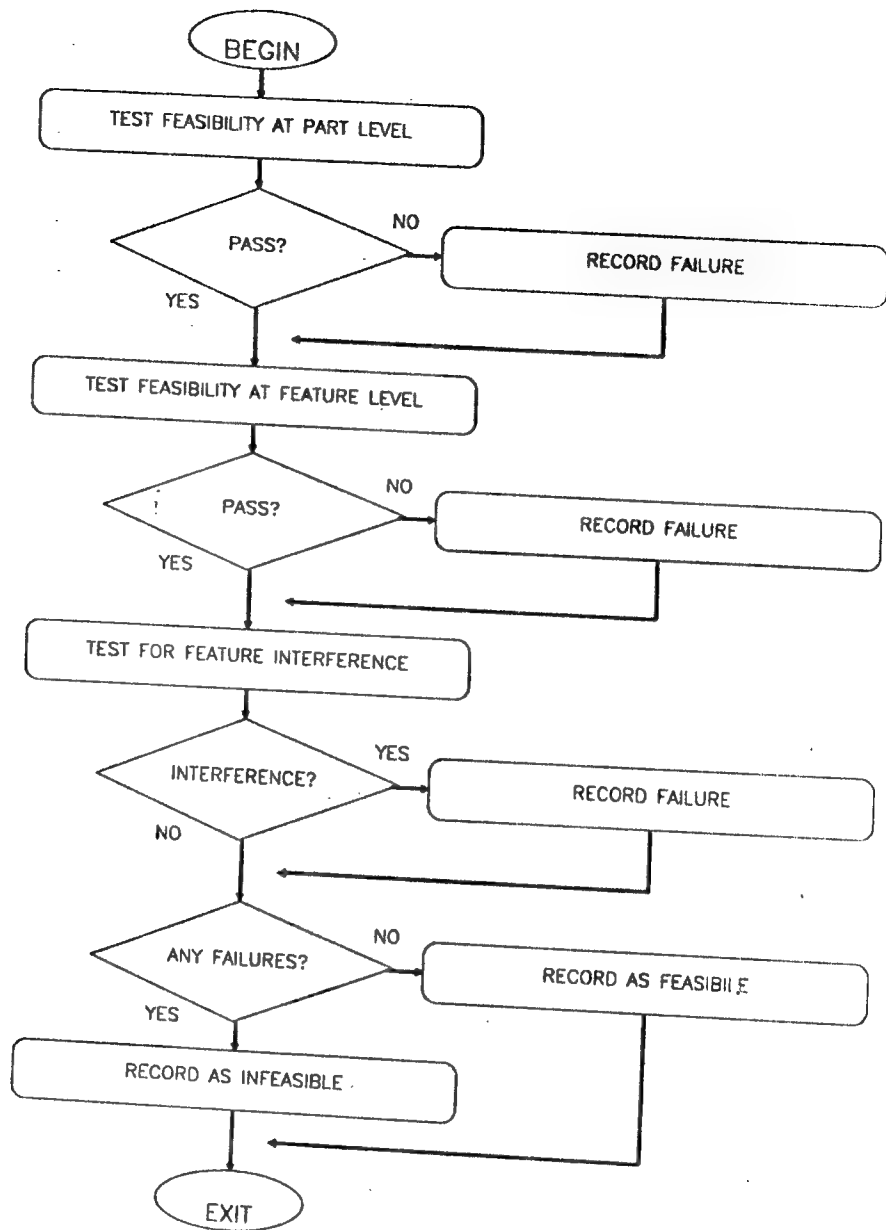 BEGIN
TEST FEASIBILITY AT PART LEVEL
PASS?
NO
RECORD FAILURE
YES
TEST FEASIBILITY AT FEATURE LEVEL
PASS?
NO
RECORD FAILURE
YES
TEST FOR FEATURE INTERFERENCE
INTERFERENCE?
YES
RECORD FAILURE
NO
ANY FAILURES?
NO
RECORD AS FEASIBILE
YES
RECORD AS INFEASIBLE
EXIT